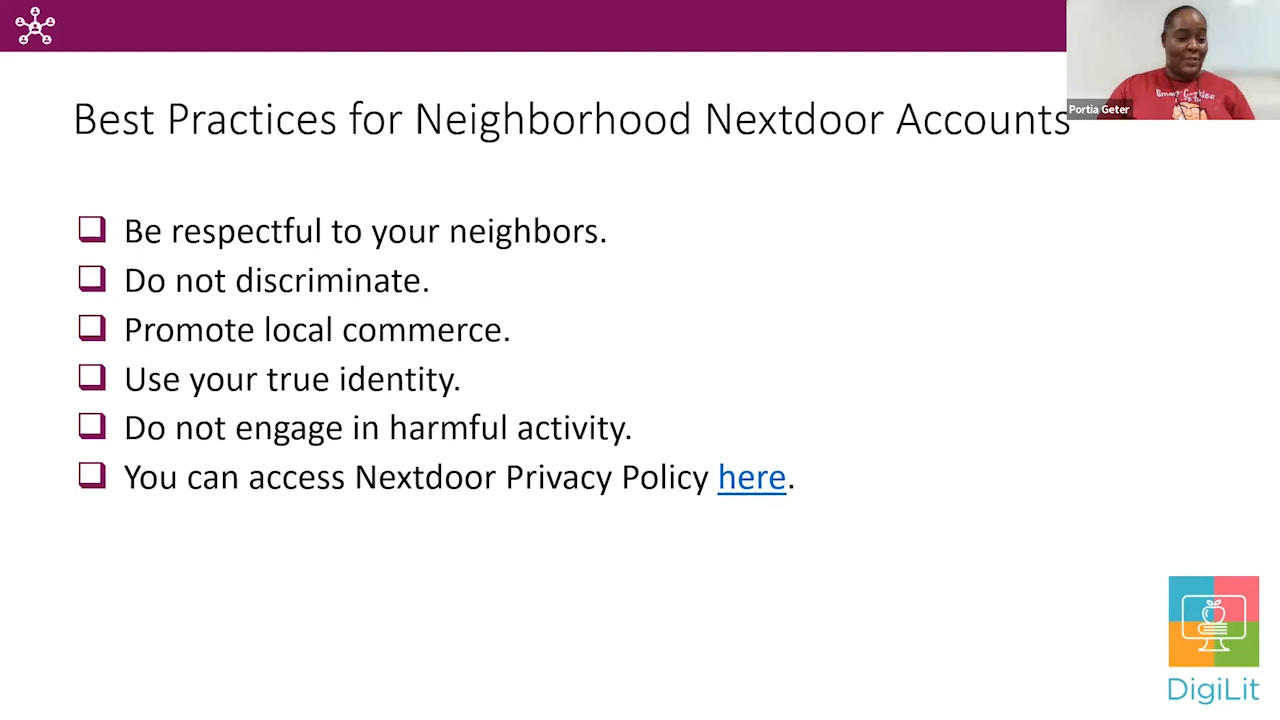 Best Practices for Neighborhood Nextdoor Accounts
Portia Geter
Be respectful to your neighbors.
Do not discriminate.
Promote local commerce.
Use your true identity.
Do not engage in harmful activity.
You can access Nextdoor Privacy Policy here.
DigiLit